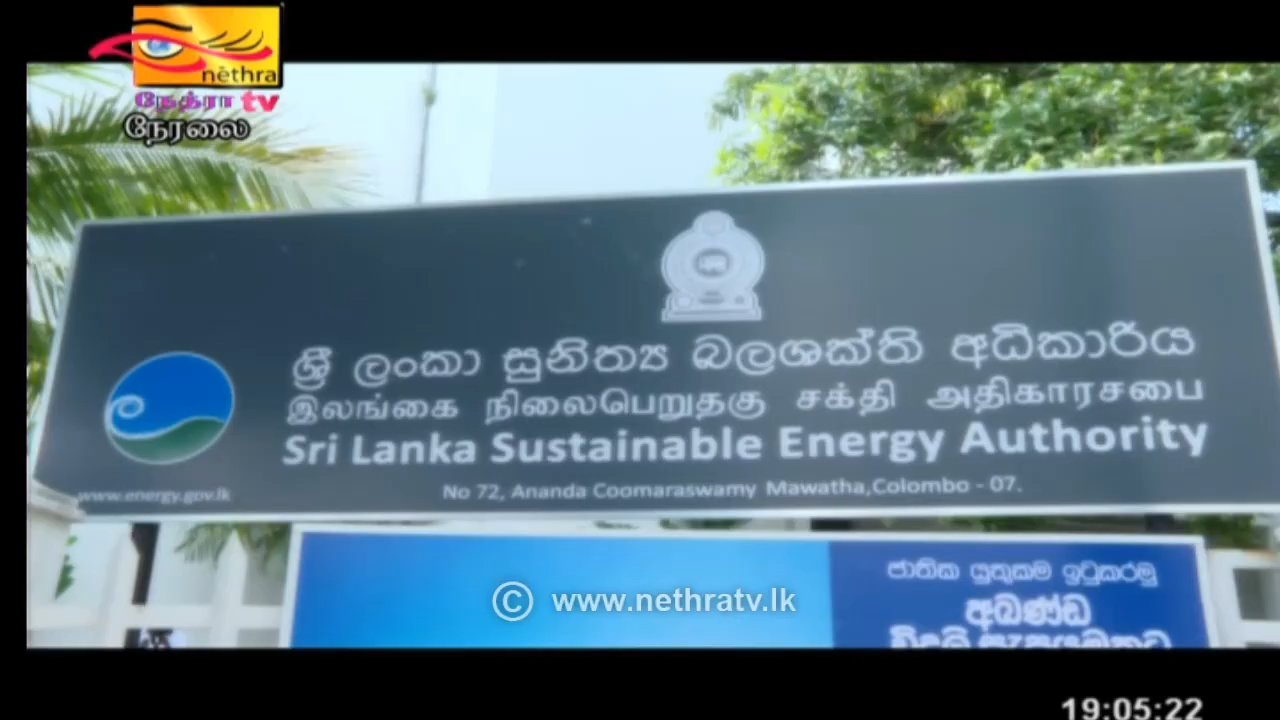 nēthra
நேத்ரா tv
நேரலை
ශ්‍රී ලංකා සුනිත්‍ය බලශක්ති අධිකාරිය
இலங்கை நிலைபெறுதகு சக்தி அதிகாரசபை
Sri Lanka Sustainable Energy Authority
www.energy.gov.lk
No 72, Ananda Coomaraswamy Mawatha,Colombo - 07.
ජාතික යුතුකම ඉටුකරමු
අඛණ්ඩ
© www.nethratv.lk
19:05:22